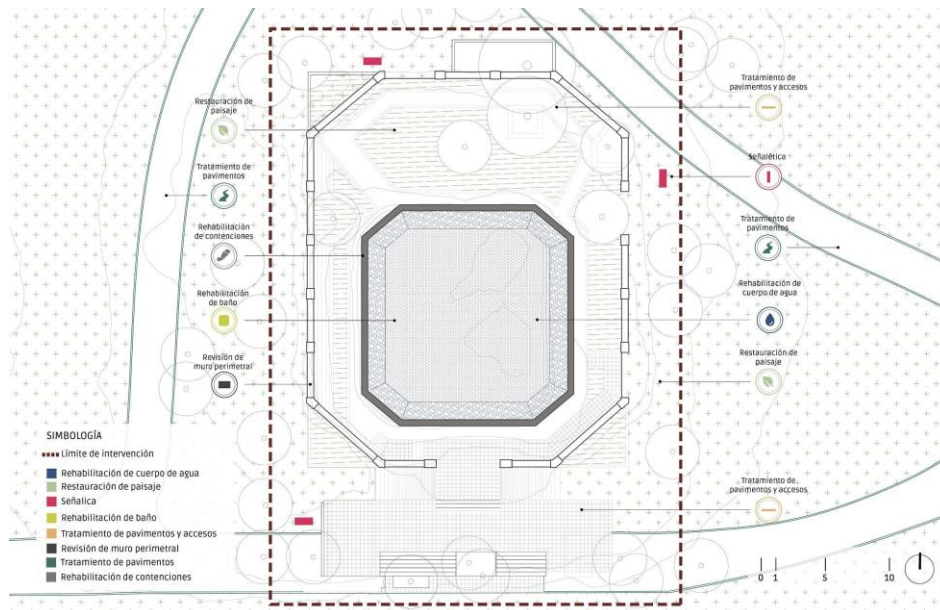 Restauración de
paisaje
Tratamiento de
pavimentos
Rehabilitación
de contenciones
Rehabilitación
de baño
Revisión de
muro perimetral
Tratamiento de
pavimentos y accesos
Señalética
Tratamiento de
pavimentos
Rehabilitación de
cuerpo de agua
Restauración de
paisaje
Tratamiento de
pavimentos y accesos
SIMBOLOGÍA
Límite de intervención
Rehabilitación de cuerpo de agua
Restauración de paisaje
Señalica
Rehabilitación de baño
Tratamiento de pavimentos y accesos
Revisión de muro perimetral
Tratamiento de pavimentos
Rehabilitación de contenciones
0 1 5 10